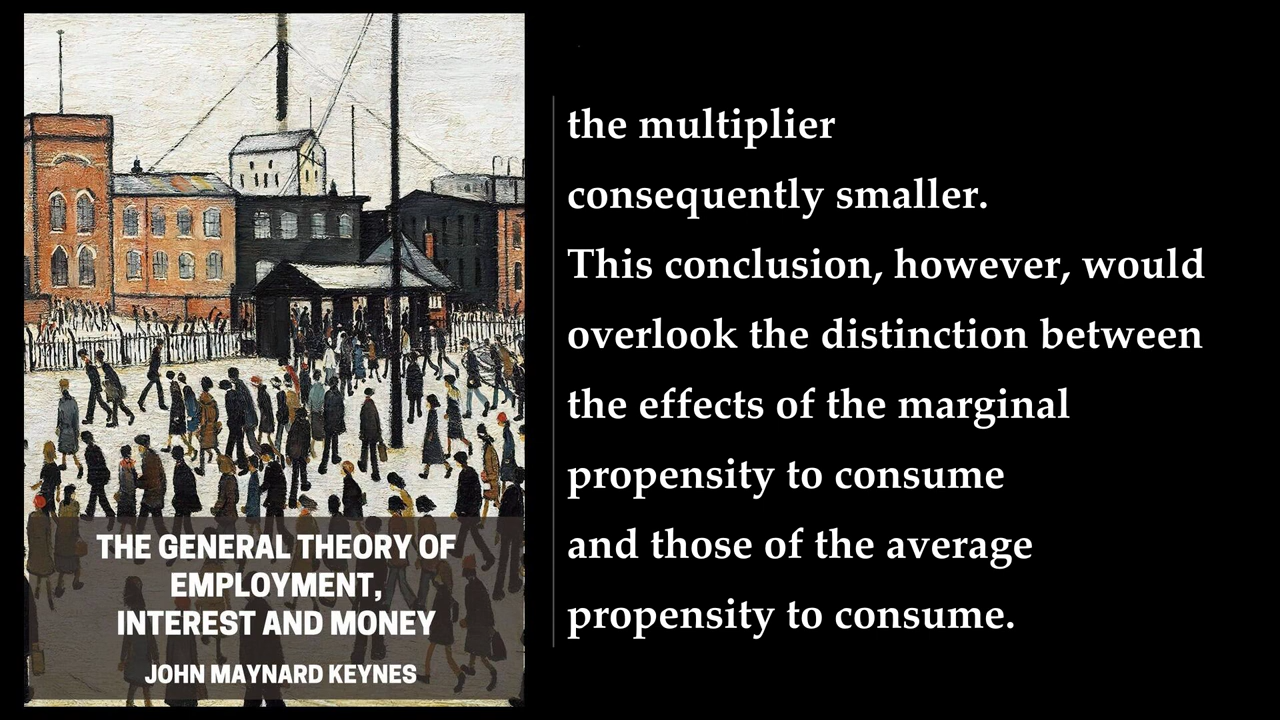 THE GENERAL THEORY OF
EMPLOYMENT,
INTEREST AND MONEY
JOHN MAYNARD KEYNES
the multiplier
consequently smaller.
This conclusion, however, would
overlook the distinction between
the effects of the marginal
propensity to consume
and those of the average
propensity to consume.